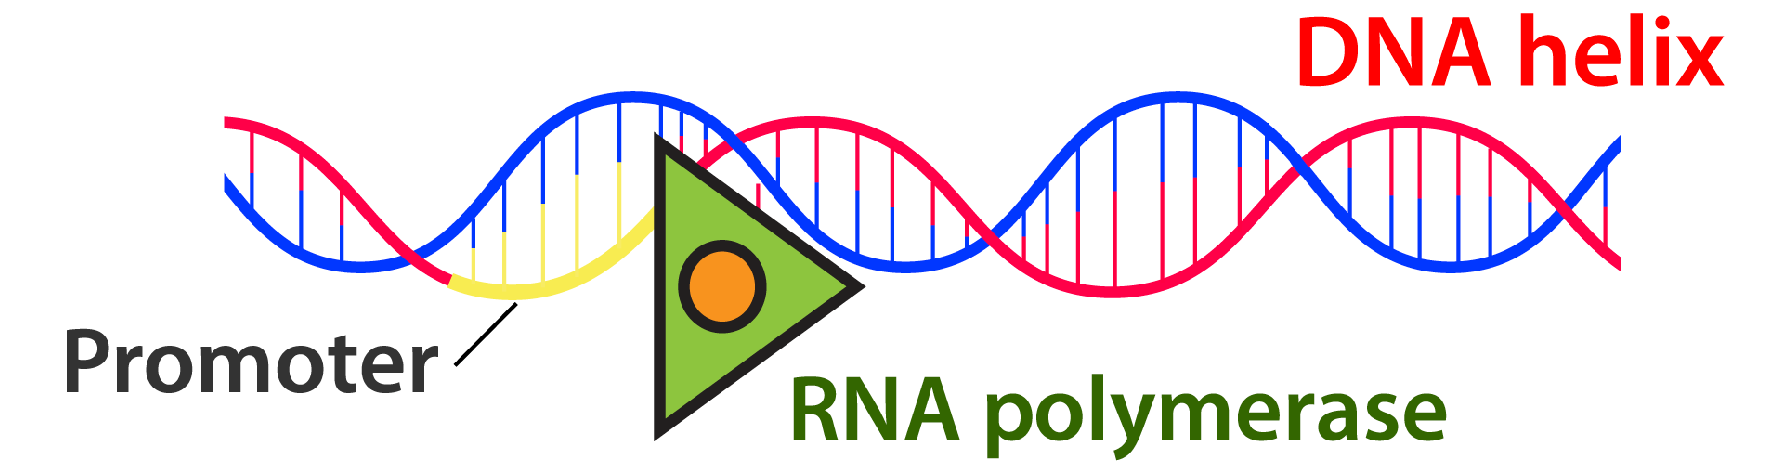 DNA helix
Promoter
RNA polymerase